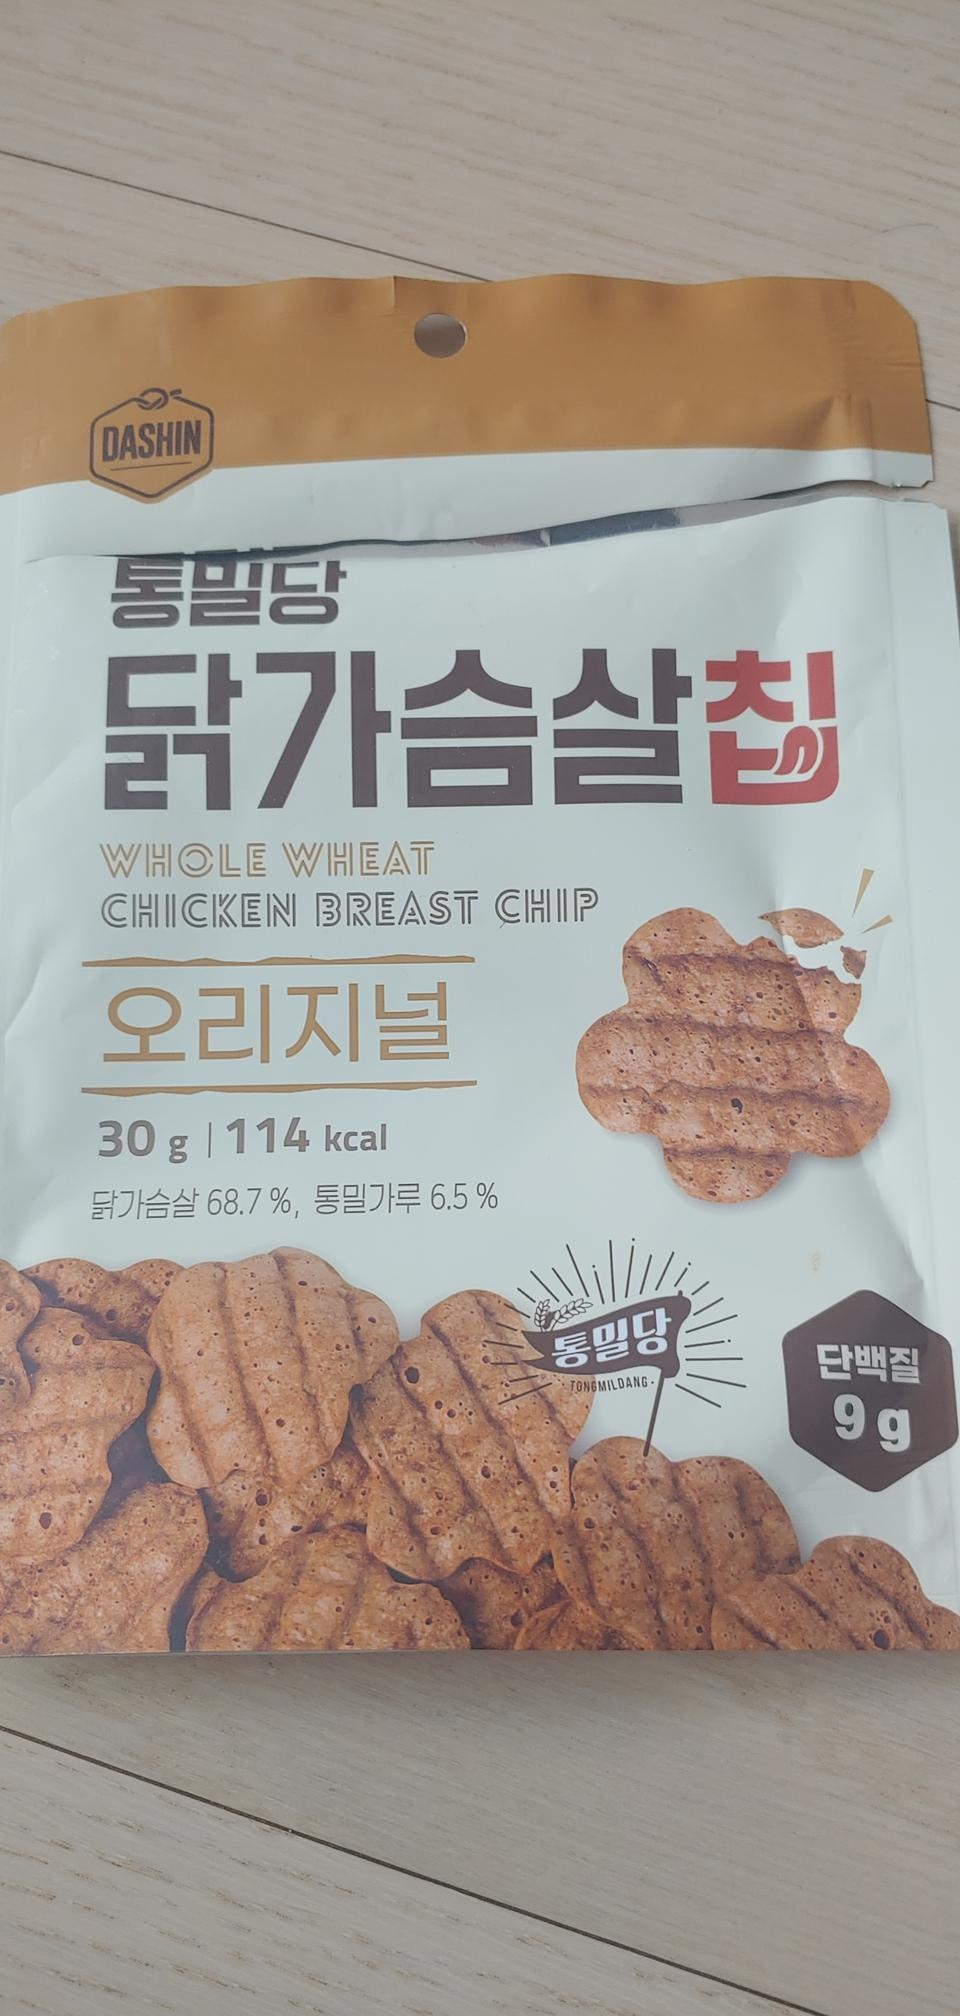 DASHIN
통밀당
닭가슴살칩
WHOLE WHEAT
CHICKEN BREAST CHIP
오리지널
30 g | 114 kcal
닭가슴살 68.7 %, 통밀가루 6.5 %
통밀당
· TONGMILDANG ·
단백질
9 g